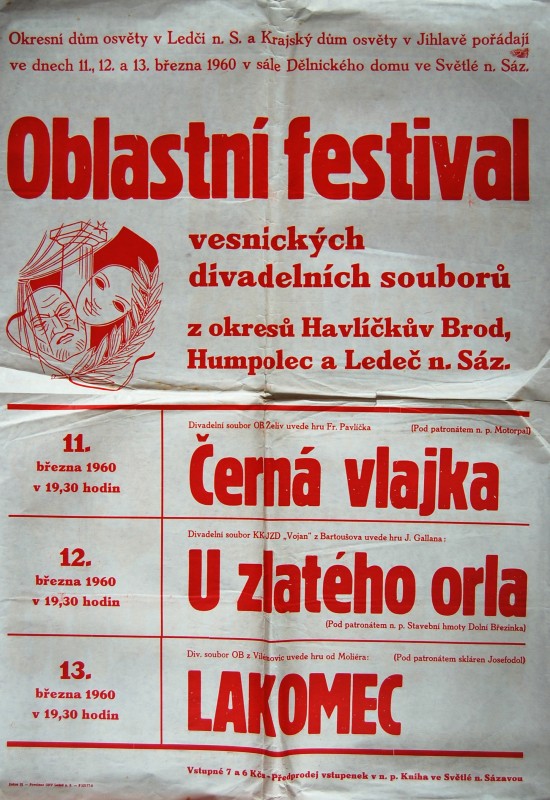 Okresní dům osvěty v Ledči n. S. a Krajský dům osvěty v Jihlavě pořádají
ve dnech 11., 12. a 13. března 1960 v sále Dělnického domu ve Světlé n. Sáz.
Oblastní festival
vesnických
divadelních souborů
z okresů Havlíčkův Brod,
Humpolec a Ledeč n. Sáz.
11.
března 1960
v 19,30 hodin
Divadelní soubor OB Želiv uvede hru Fr. Pavlíčka (Pod patronátem n. p. Motorpal)
Černá vlajka
12.
března 1960
v 19,30 hodin
Divadelní soubor KK JZD „Vojan" z Bartoušova uvede hru J. Gallana:
U zlatého orla
(Pod patronátem n. p. Stavební hmoty Dolní Březinka)
13.
března 1960
v 19,30 hodin
Div. soubor OB z Vilémovic uvede hru od Moliéra: (Pod patronátem skláren Josefodol)
LAKOMEC
Vstupné 7 a 6 Kčs - Předprodej vstupenek v n. p. Kniha ve Světlé n. Sázavou